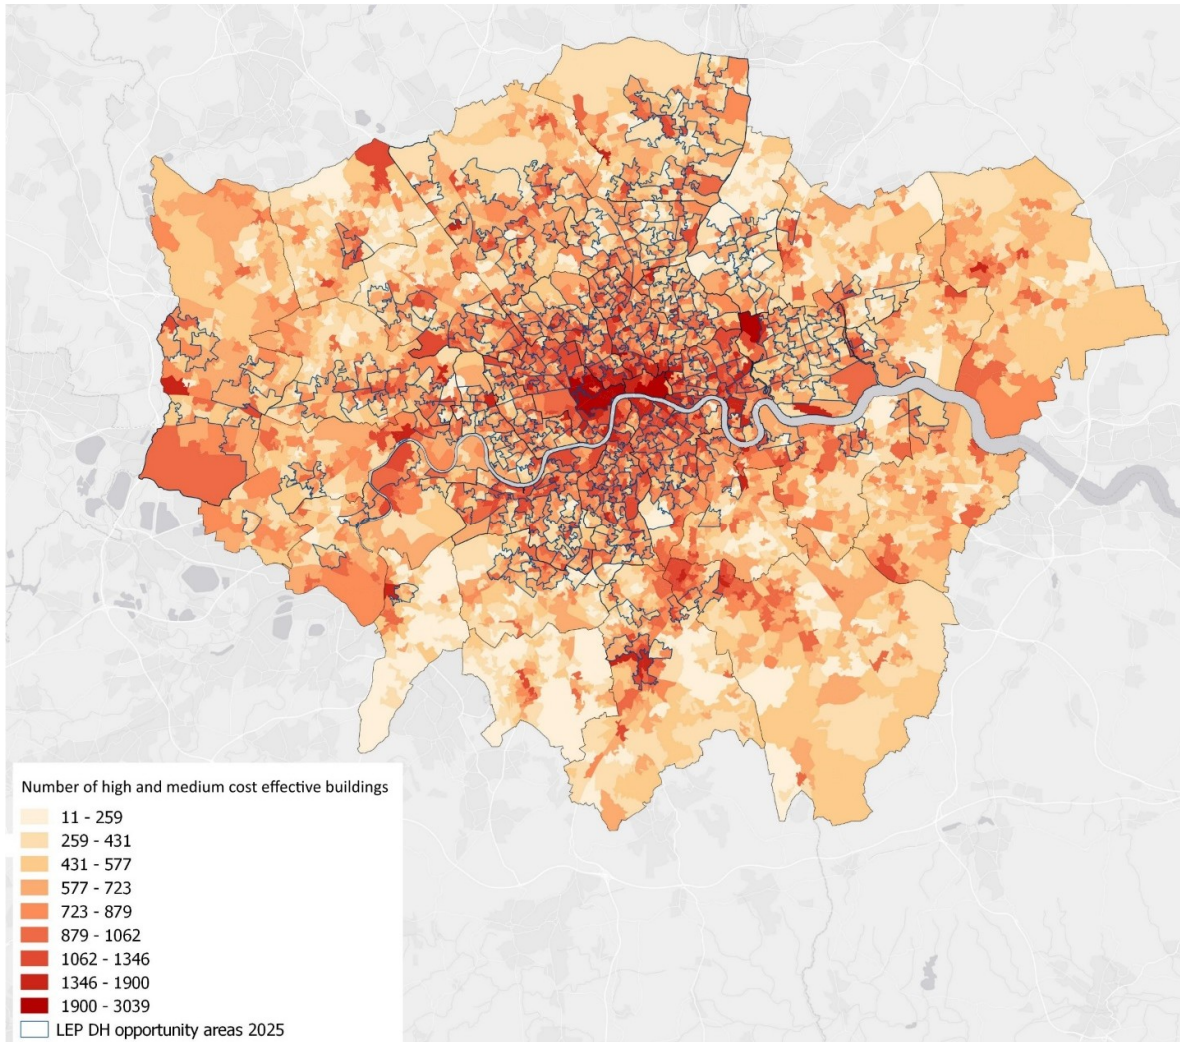 Number of high and medium cost effective buildings
11 - 259
259 - 431
431 - 577
577 - 723
723 - 879
879 - 1062
1062 - 1346
1346 - 1900
1900 - 3039
LEP DH opportunity areas 2025